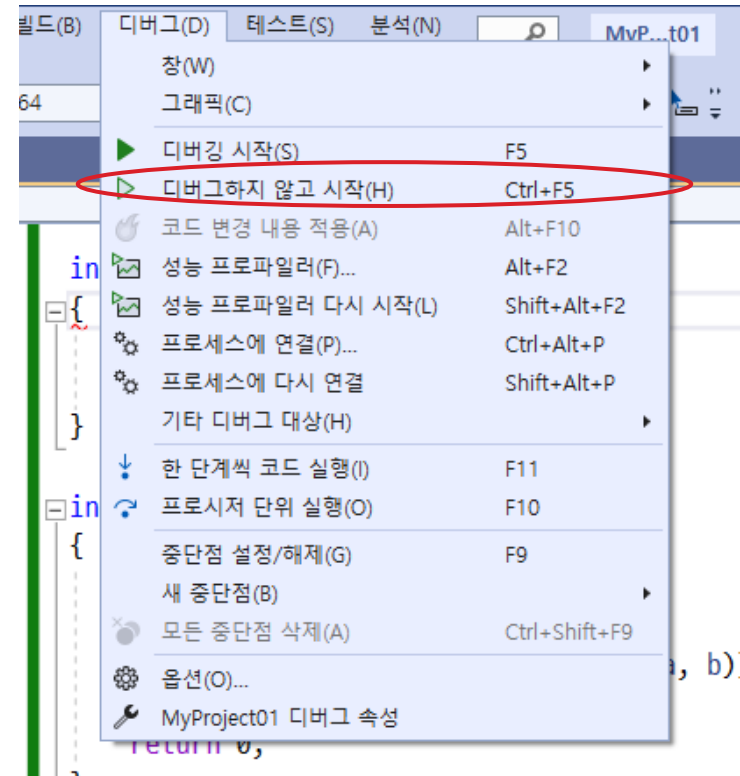 빌드(B) 디버그(D) 테스트(S) 분석(N) MyP...t01
64
창(W)
그래픽(C)
디버깅 시작(S) F5
디버그하지 않고 시작(H) Ctrl+F5
코드 변경 내용 적용(A) Alt+F10
in 성능 프로파일러(F)... Alt+F2
{ 성능 프로파일러 다시 시작(L) Shift+Alt+F2
프로세스에 연결(P)... Ctrl+Alt+P
프로세스에 다시 연결 Shift+Alt+P
} 기타 디버그 대상(H)
한 단계씩 코드 실행(I) F11
in 프로시저 단위 실행(O) F10
{ 중단점 설정/해제(G) F9
새 중단점(B)
모든 중단점 삭제(A) Ctrl+Shift+F9
, b)
옵션(O)...
MyProject01 디버그 속성
return 0;